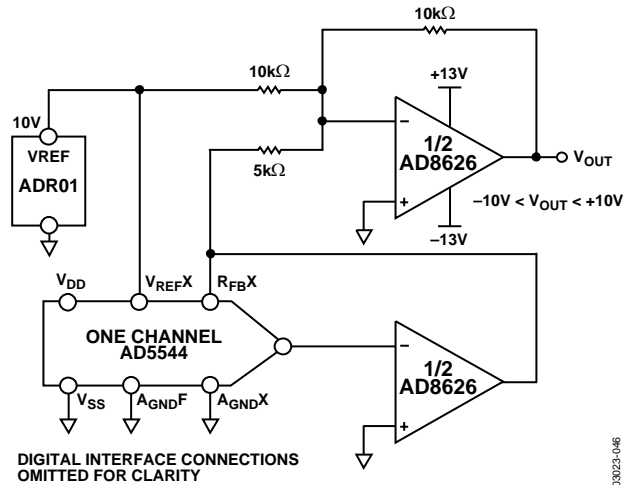 10kΩ
10kΩ
+13V
10V
VREF
ADR01
5kΩ
–
1/2
AD8626
+
VOUT
–10V < VOUT < +10V
–13V
VDD
VREFX
RFBX
ONE CHANNEL
AD5544
–
1/2
AD8626
+
VSS
AGNDF
AGNDX
DIGITAL INTERFACE CONNECTIONS
OMITTED FOR CLARITY
03023-046